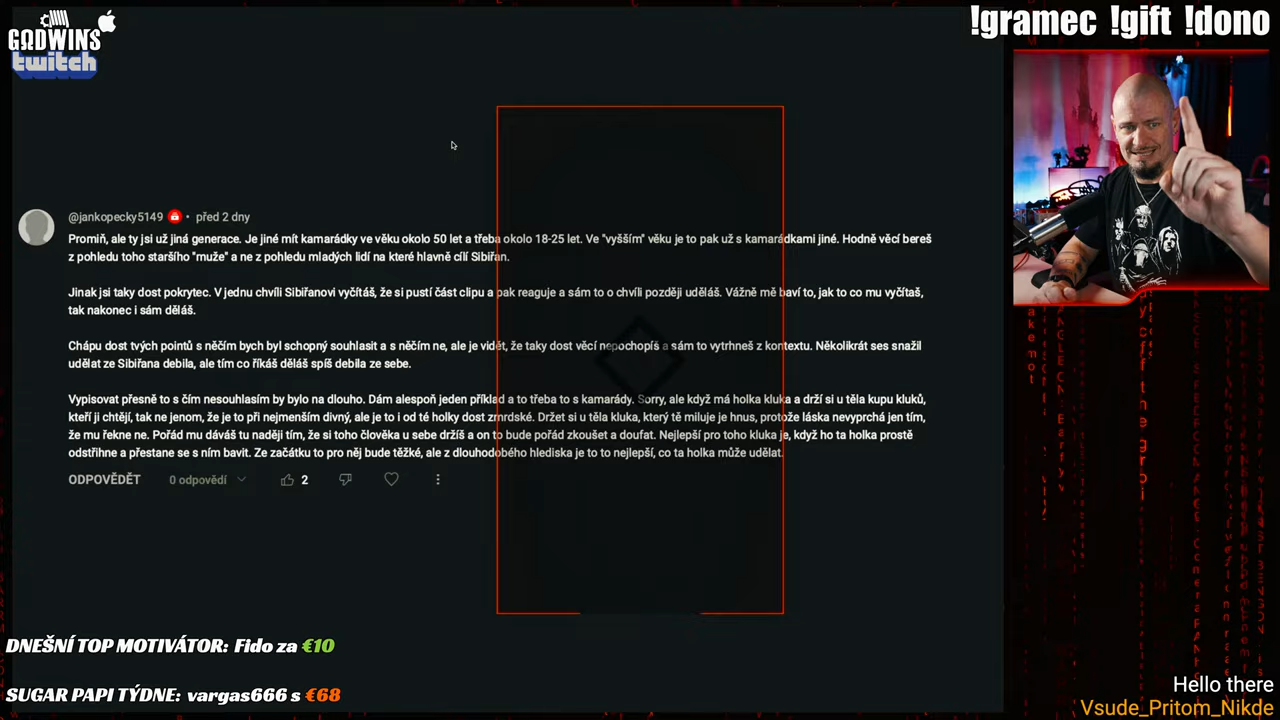 GODWINS
twitch
!gramec !gift !dono
@jankopecky5149 • před 2 dny
Promiň, ale ty jsi už jiná generace. Je jiné mít kamarádky ve věku okolo 50 let a třeba okolo 18-25 let. Ve "vyšším" věku je to pak už s kamarádkami jiné. Hodně věcí bereš
z pohledu toho staršího "muže" a ne z pohledu mladých lidí na které hlavně cílí Sibiřan.
Jinak jsi taky dost pokrytec. V jednu chvíli Sibiřanovi vyčítáš, že si pustí část clipu a pak reaguje a sám to o chvíli později uděláš. Vážně mě baví to, jak to co mu vyčítaš,
tak nakonec i sám děláš.
Chápu dost tvých pointů s něčím bych byl schopný souhlasit a s něčím ne, ale je vidět, že taky dost věcí nepochopíš a sám to vytrhneš z kontextu. Několikrát ses snažil
udělat ze Sibiřana debila, ale tím co říkáš děláš spíš debila ze sebe.
Vypisovat přesně to s čím nesouhlasím by bylo na dlouho. Dám alespoň jeden příklad a to třeba to s kamarády. Sorry, ale když má holka kluka a drží si u těla kupu kluků,
kteří ji chtějí, tak ne jenom, že je to při nejmenším divný, ale je to i od té holky dost zmrdské. Držet si u těla kluka, který tě miluje je hnus, protože láska nevyprchá jen tím,
že mu řekne ne. Pořád mu dáváš tu naději tím, že si toho člověka u sebe držíš a on to bude pořád zkoušet a doufat. Nejlepší pro toho kluka je, když ho ta holka prostě
odstřihne a přestane se s ním bavit. Ze začátku to pro něj bude těžké, ale z dlouhodobého hlediska je to to nejlepší, co ta holka může udělat.
ODPOVĚDĚT 0 odpovědí 2
DNEŠNÍ TOP MOTIVÁTOR: Fido za €10
SUGAR PAPI TÝDNE: vargas666 s €68
Hello there
Vsude_Pritom_Nikde